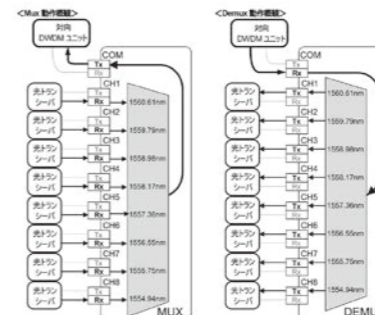 <Mux 動作概略>
対向
DWDM ユニット
COM
Tx
Rx
光トラン
シーバ
CH1
Tx
Rx
1560.61nm
光トラン
シーバ
CH2
Tx
Rx
1559.79nm
光トラン
シーバ
CH3
Tx
Rx
1558.98nm
光トラン
シーバ
CH4
Tx
Rx
1558.17nm
光トラン
シーバ
CH5
Tx
Rx
1557.36nm
光トラン
シーバ
CH6
Tx
Rx
1556.55nm
光トラン
シーバ
CH7
Tx
Rx
1555.75nm
光トラン
シーバ
CH8
Tx
Rx
1554.94nm
MUX
<Demux 動作概略>
対向
DWDM ユニット
COM
Tx
Rx
光トラン
シーバ
CH1
Tx
Rx
1560.61nm
光トラン
シーバ
CH2
Tx
Rx
1559.79nm
光トラン
シーバ
CH3
Tx
Rx
1558.98nm
光トラン
シーバ
CH4
Tx
Rx
1558.17nm
光トラン
シーバ
CH5
Tx
Rx
1557.36nm
光トラン
シーバ
CH6
Tx
Rx
1556.55nm
光トラン
シーバ
CH7
Tx
Rx
1555.75nm
光トラン
シーバ
CH8
Tx
Rx
1554.94nm
DEMU